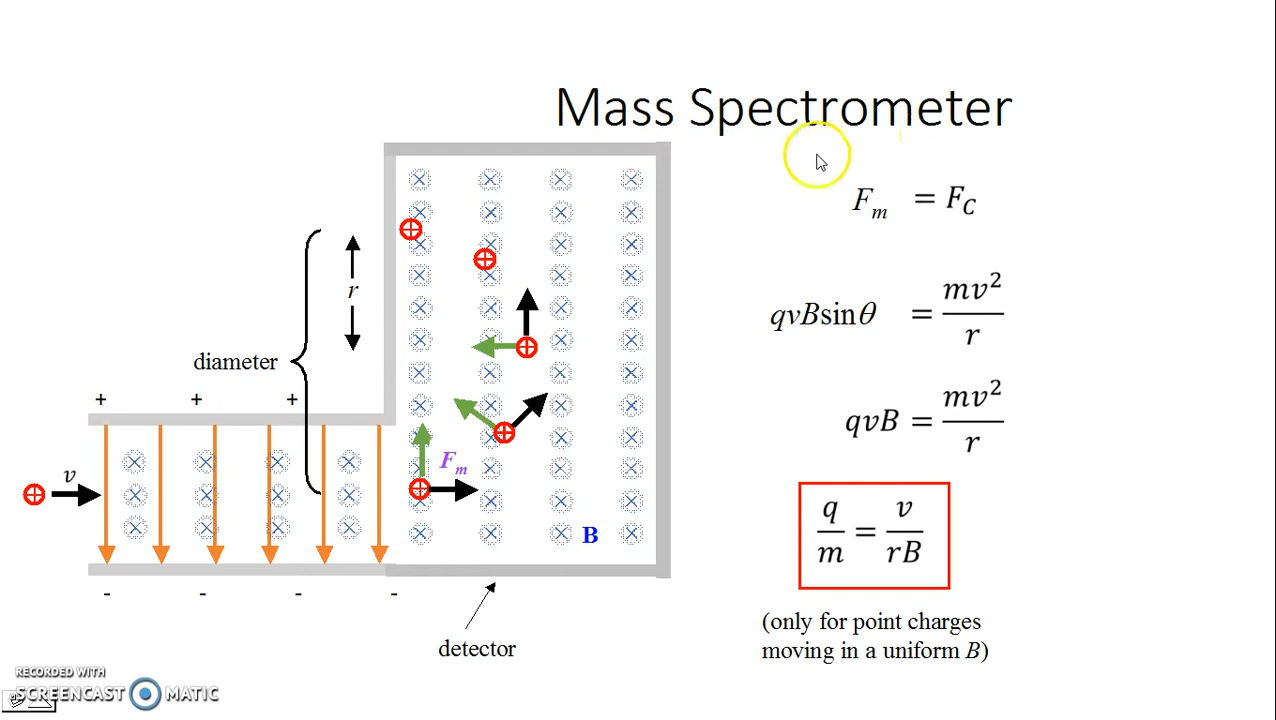 Mass Spectrometer
F_m = F_C
qvBsinθ = mv²/r
qvB = mv²/r
q/m = v/rB
(only for point charges
moving in a uniform B)
r
diameter
+ + +
v
F_m
B
- - - -
detector
RECORDED WITH
SCREENCAST MATIC